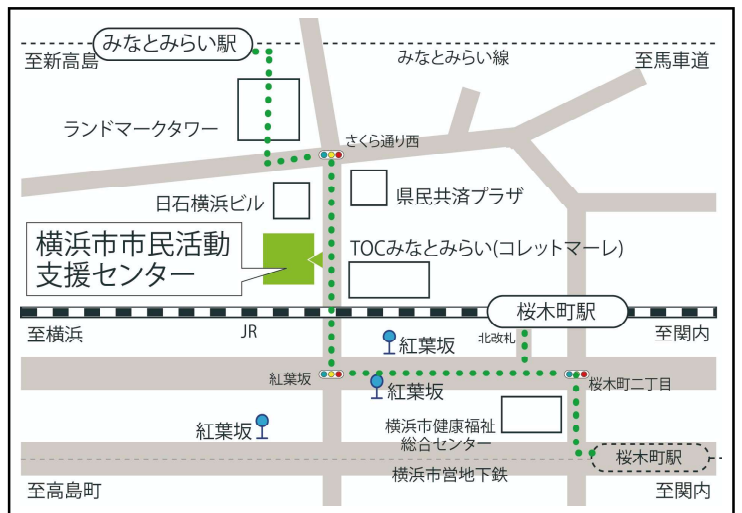 みなとみらい駅
至新高島
みなとみらい線
至馬車道
ランドマークタワー
さくら通り西
日石横浜ビル
県民共済プラザ
横浜市市民活動
支援センター
TOCみなとみらい(コレットマーレ)
桜木町駅
至横浜
JR
北改札
至関内
紅葉坂
紅葉坂
紅葉坂
桜木町二丁目
紅葉坂
横浜市健康福祉
総合センター
桜木町駅
横浜市営地下鉄
至高島町
至関内